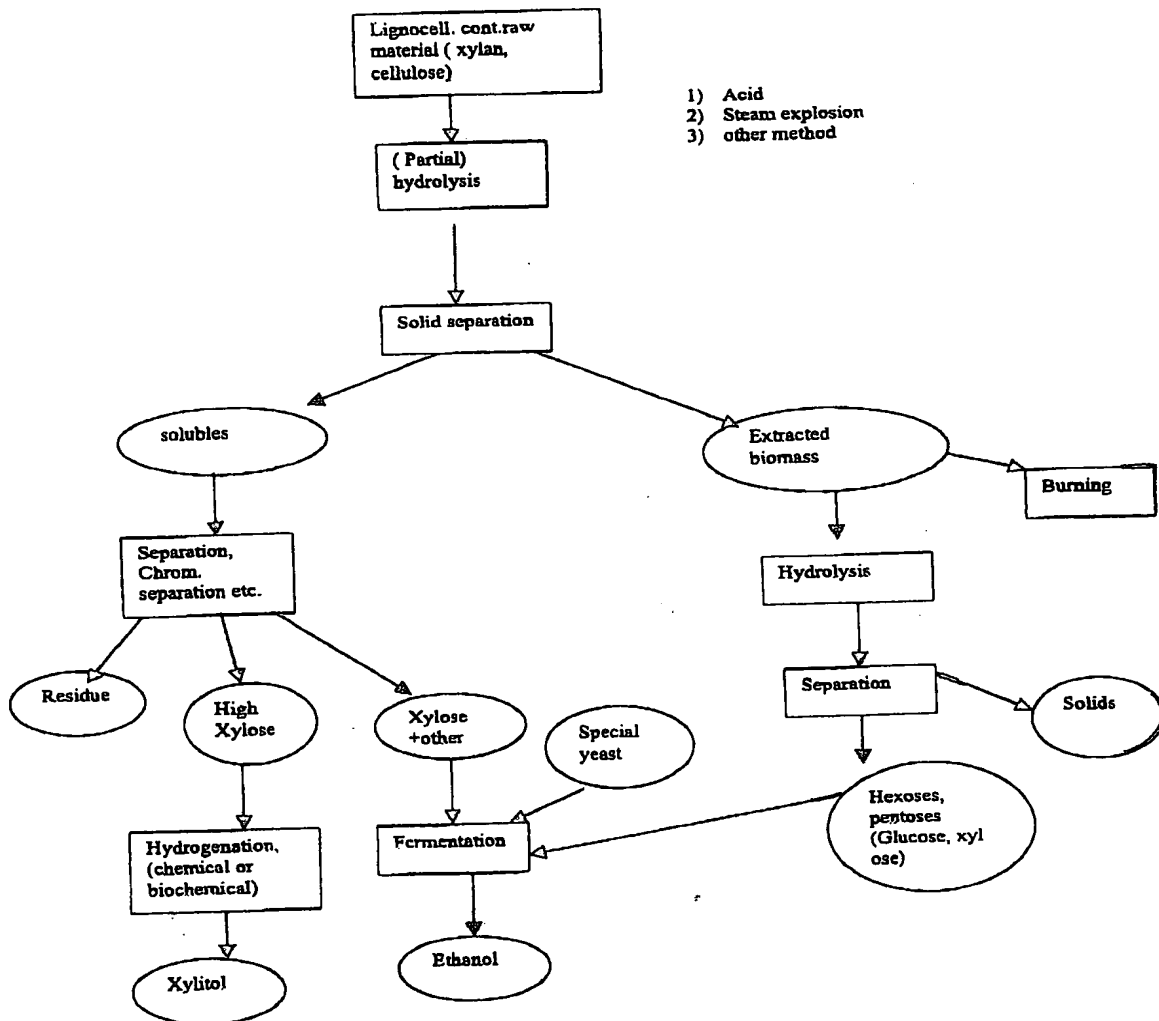 Lignocell. cont.raw
material ( xylan,
cellulose)
1) Acid
2) Steam explosion
3) other method
( Partial)
hydrolysis
Solid separation
solubles
Extracted
biomass
Burning
Separation,
Chrom.
separation etc.
Hydrolysis
Residue
High
Xylose
Xylose
+other
Special
yeast
Separation
Solids
Hydrogenation,
(chemical or
biochemical)
Fermentation
Hexoses,
pentoses
(Glucose, xyl
ose)
Xylitol
Ethanol